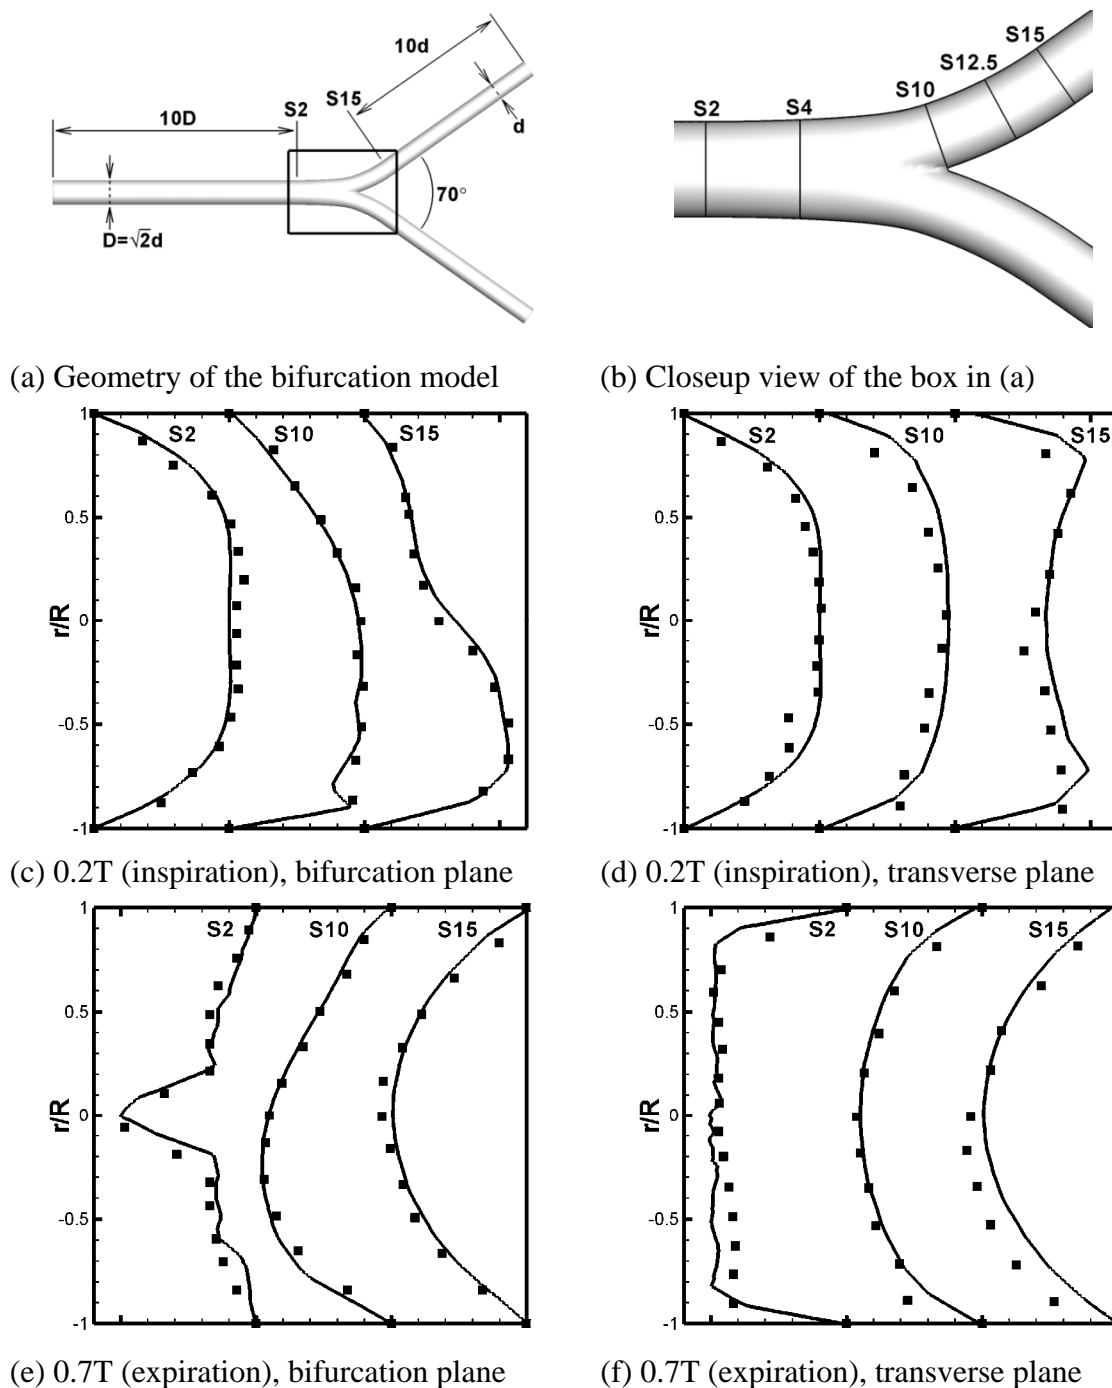 10d
S15
S2
10D
d
70°
D=√2d
S15
S12.5
S10
S2
S4
(a) Geometry of the bifurcation model
(b) Closeup view of the box in (a)
1
S2
S10
S15
0.5
r/R
0
-0.5
-1
1
S2
S10
S15
0.5
r/R
0
-0.5
-1
(c) 0.2T (inspiration), bifurcation plane
(d) 0.2T (inspiration), transverse plane
1
S2
S10
S15
0.5
r/R
0
-0.5
-1
1
S2
S10
S15
0.5
r/R
0
-0.5
-1
(e) 0.7T (expiration), bifurcation plane
(f) 0.7T (expiration), transverse plane